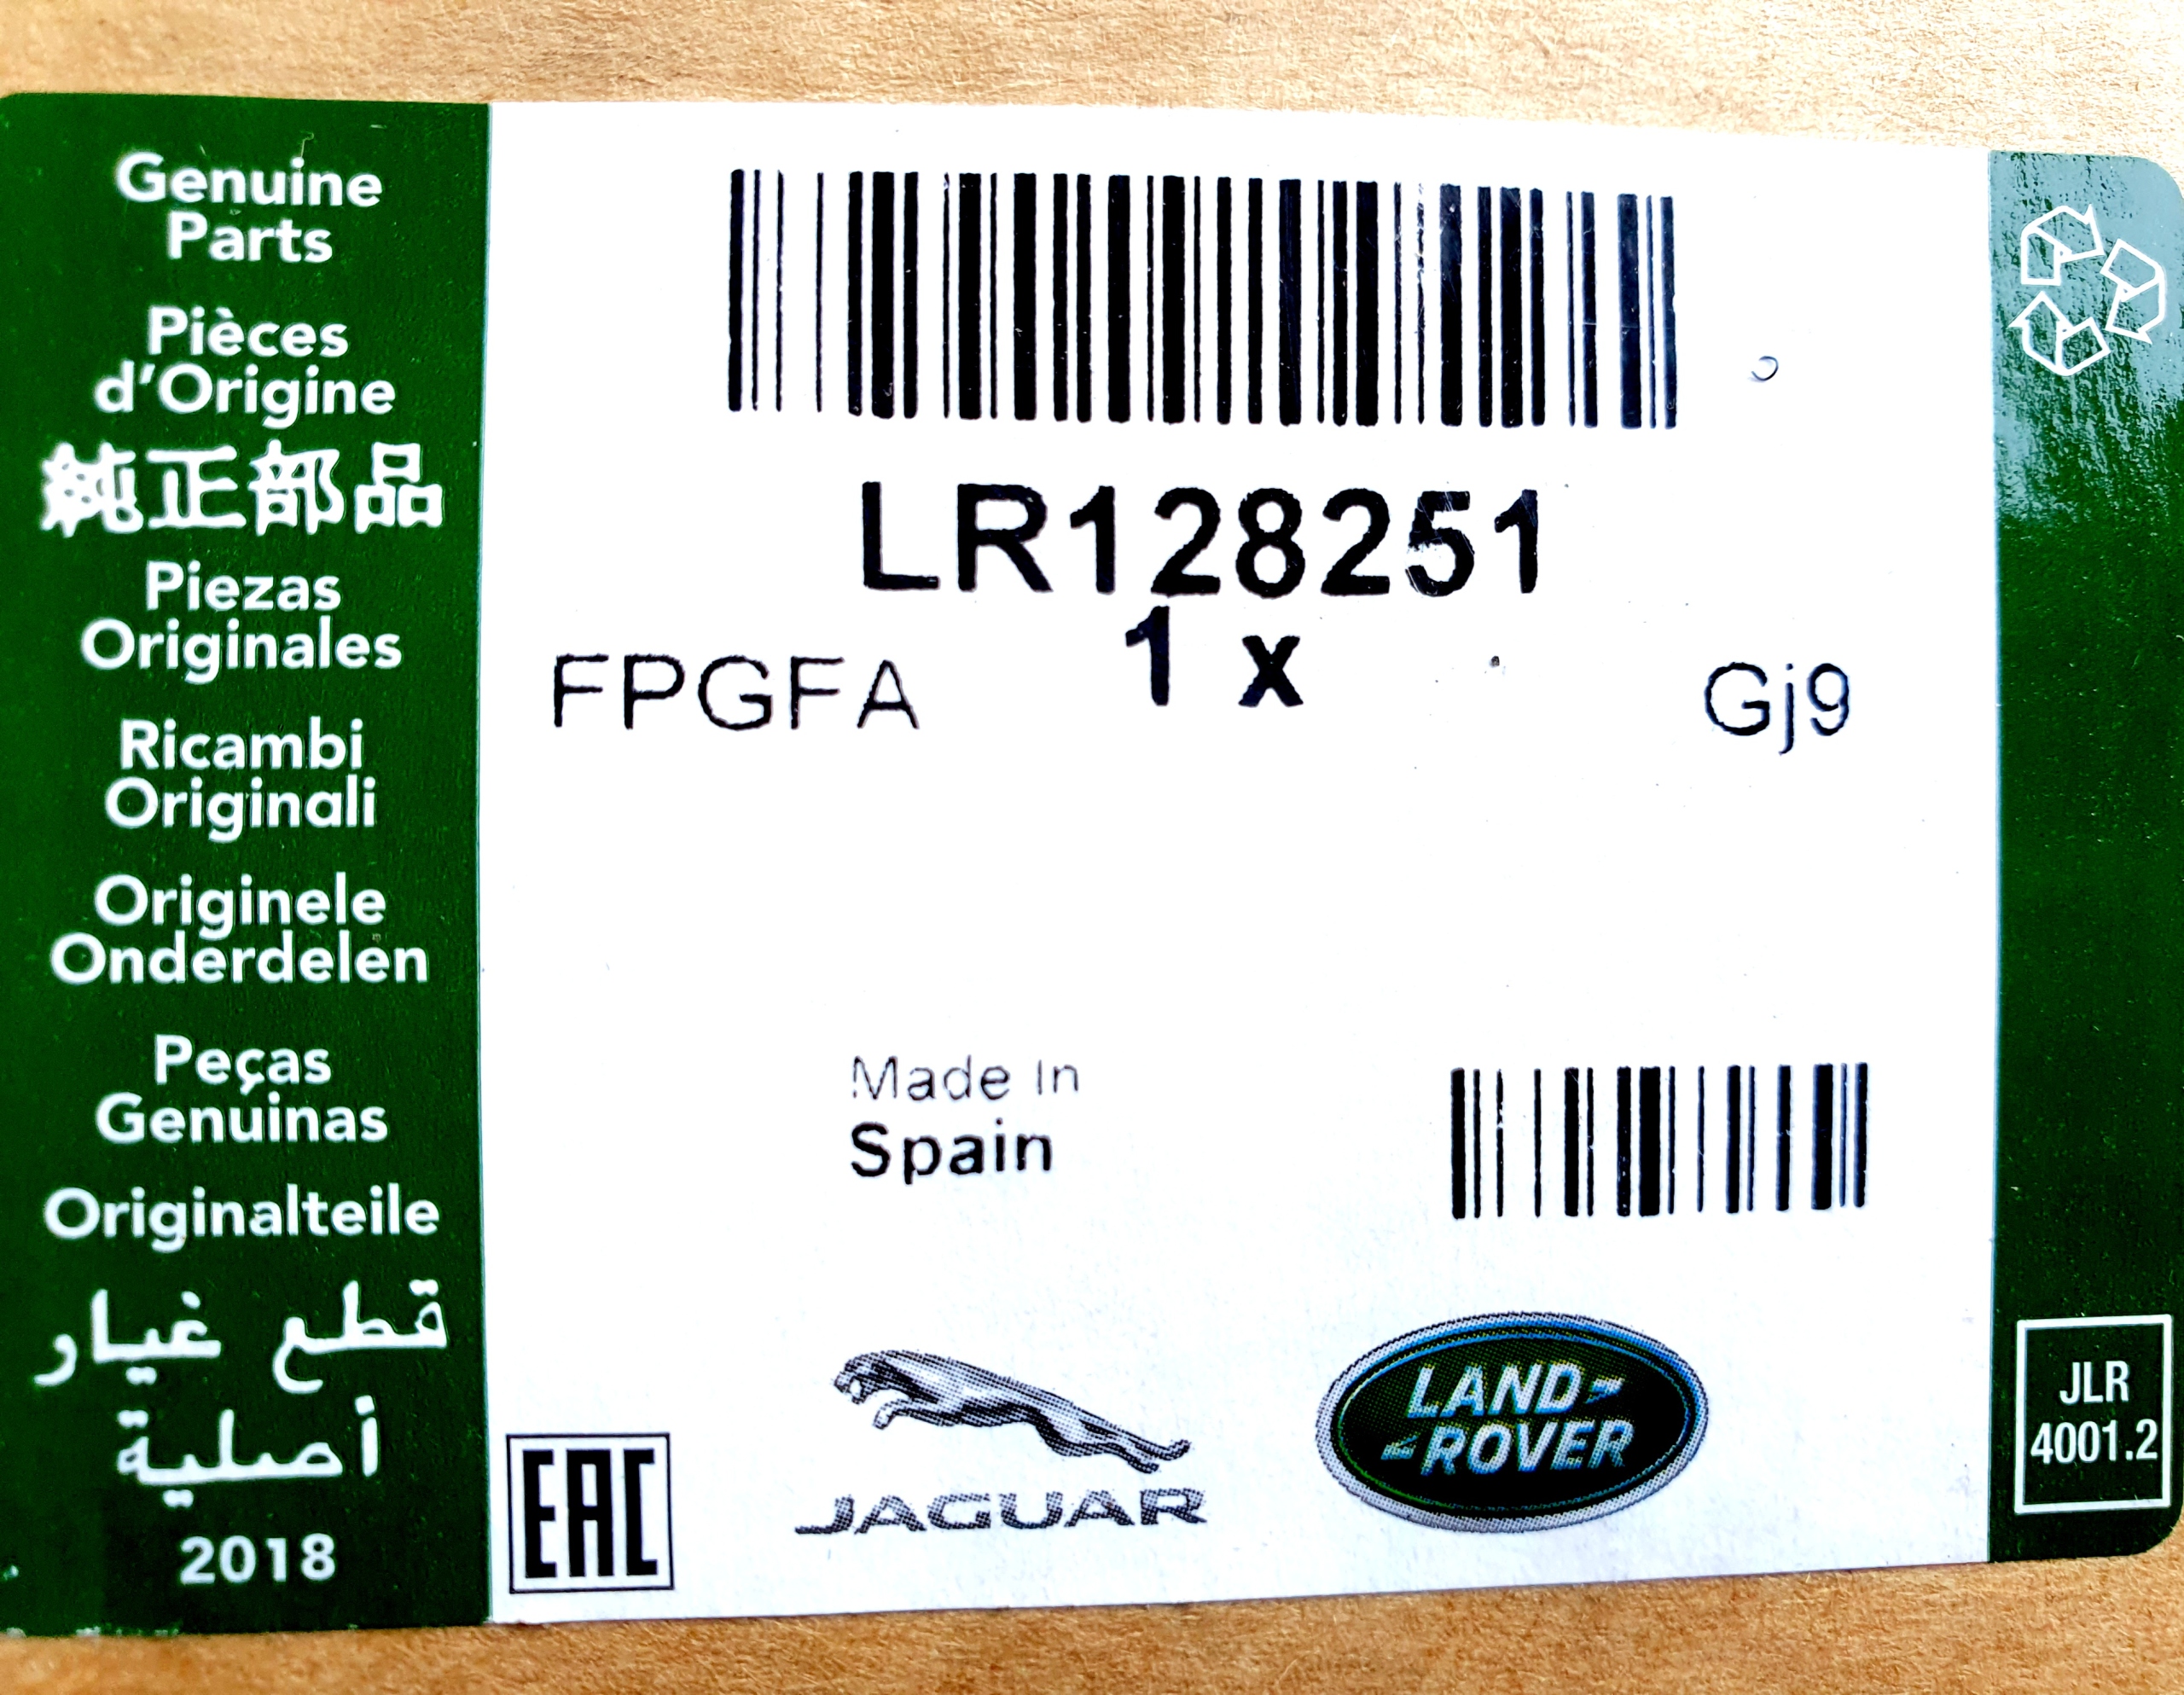 Genuine
Parts
Pièces
d'Origine
純正部品
Piezas
Originales
Ricambi
Originali
Originele
Onderdelen
Peças
Genuinas
Originalteile
قطع غيار
أصلية
2018
LR128251
1 x
FPGFA
Gj9
Made In
Spain
EAC
JAGUAR
LAND
ROVER
JLR
4001.2